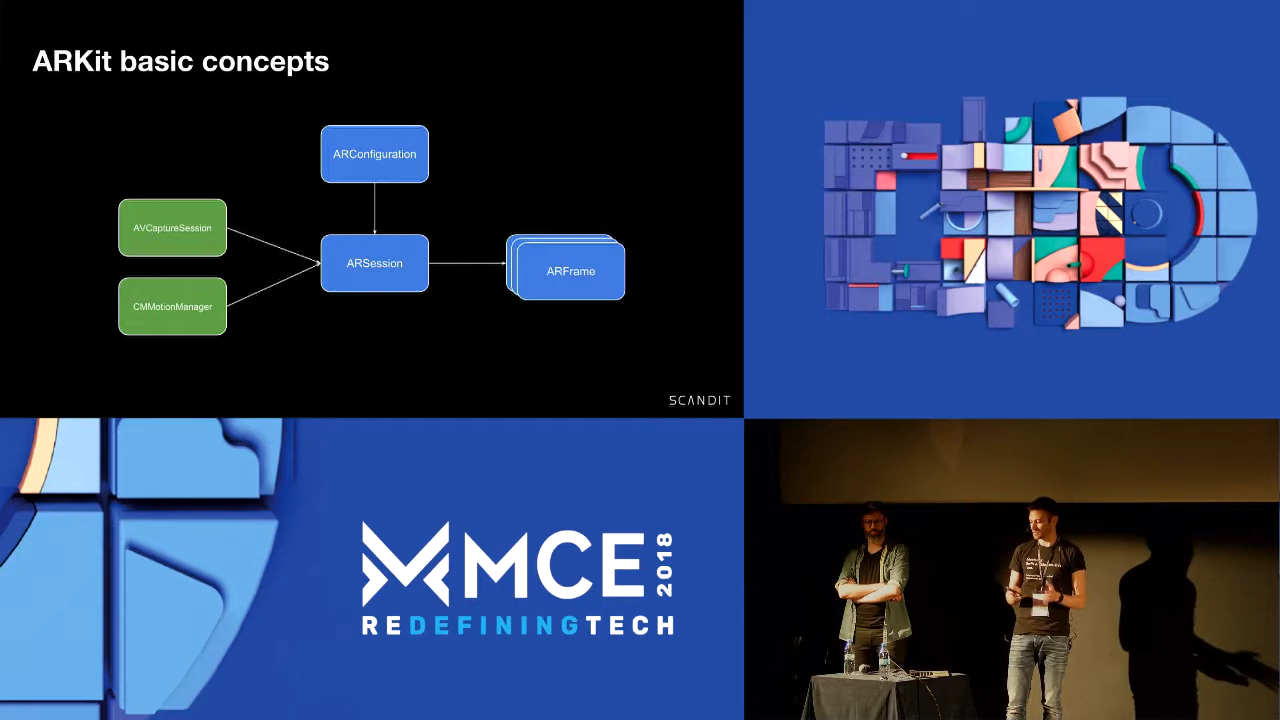 ARKit basic concepts
ARConfiguration
AVCaptureSession
ARSession
ARFrame
CMMotionManager
SCANDIT
MCE 2018
REDEFININGTECH